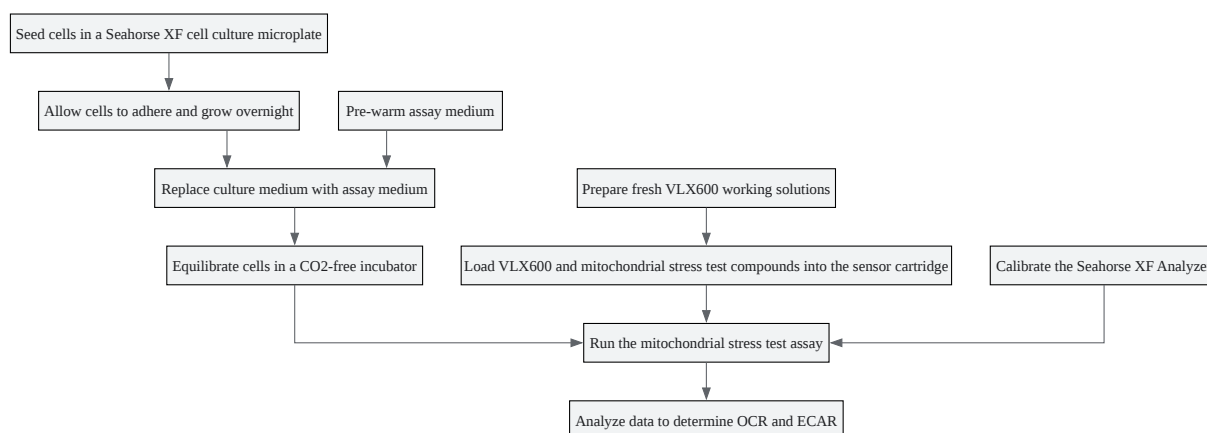 Seed cells in a Seahorse XF cell culture microplate
Allow cells to adhere and grow overnight
Pre-warm assay medium
Replace culture medium with assay medium
Prepare fresh VLX600 working solutions
Equilibrate cells in a CO2-free incubator
Load VLX600 and mitochondrial stress test compounds into the sensor cartridge
Calibrate the Seahorse XF Analyze
Run the mitochondrial stress test assay
Analyze data to determine OCR and ECAR